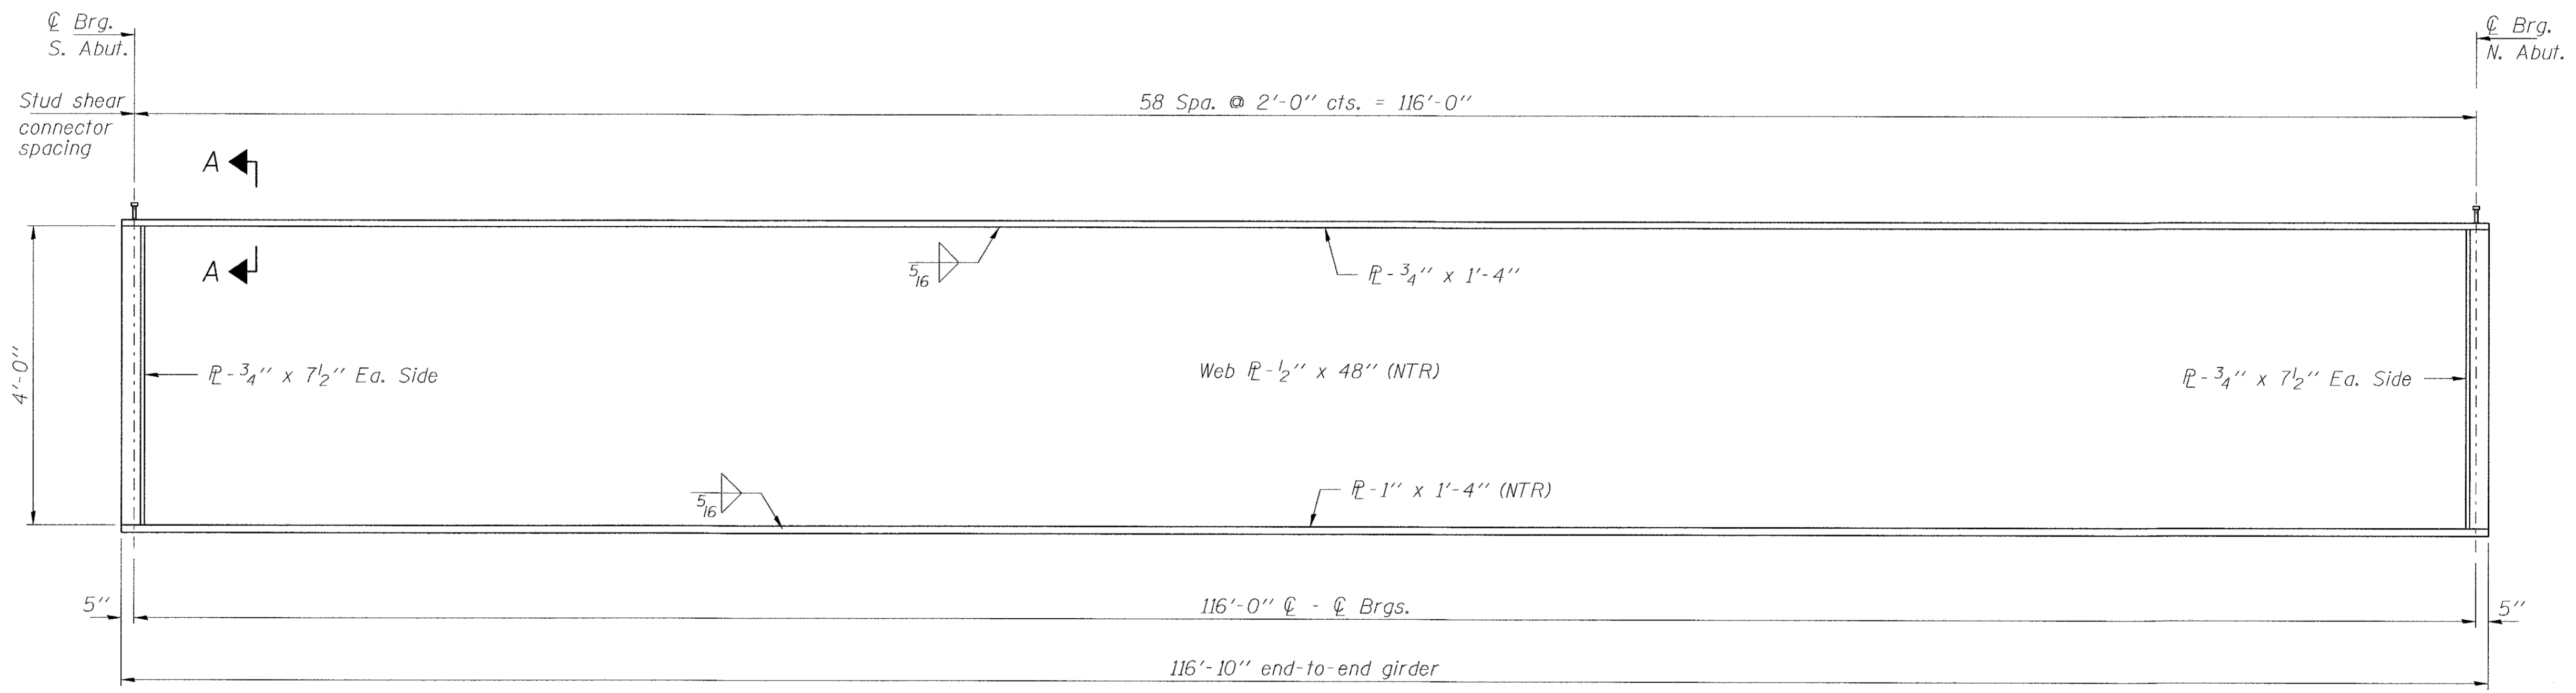 ℄ Brg.
S. Abut.
℄ Brg.
N. Abut.
Stud shear
connector
spacing
58 Spa. @ 2'-0" cts. = 116'-0"
A
A
5/16
℄ - 3/4" x 1'-4"
4'-0"
℄ - 3/4" x 7 1/2" Ea. Side
Web ℄ - 1/2" x 48" (NTR)
℄ - 3/4" x 7 1/2" Ea. Side
5/16
℄ - 1" x 1'-4" (NTR)
5"
116'-0" ℄ - ℄ Brgs.
5"
116'-10" end-to-end girder